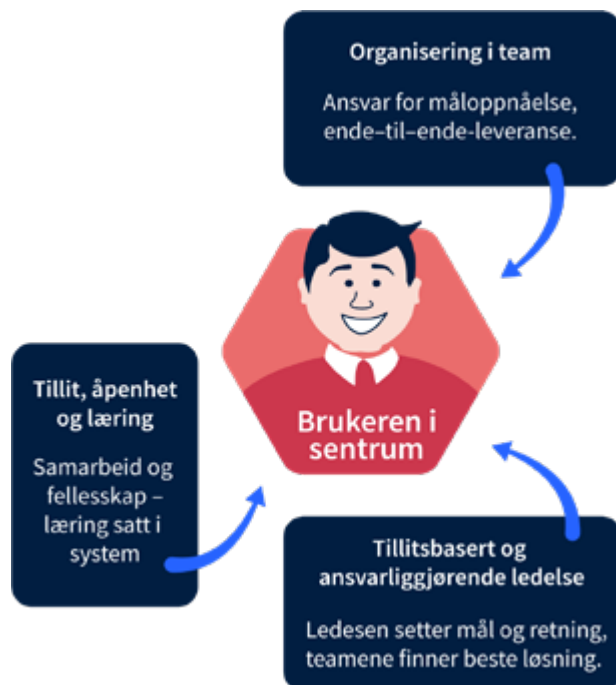 Organisering i team
Ansvar for måloppnåelse,
ende–til–ende-leveranse.
Brukeren i
sentrum
Tillit, åpenhet
og læring
Samarbeid og
fellesskap –
læring satt i
system
Tillitsbasert og
ansvarliggjørende ledelse
Ledesen setter mål og retning,
teamene finner beste løsning.